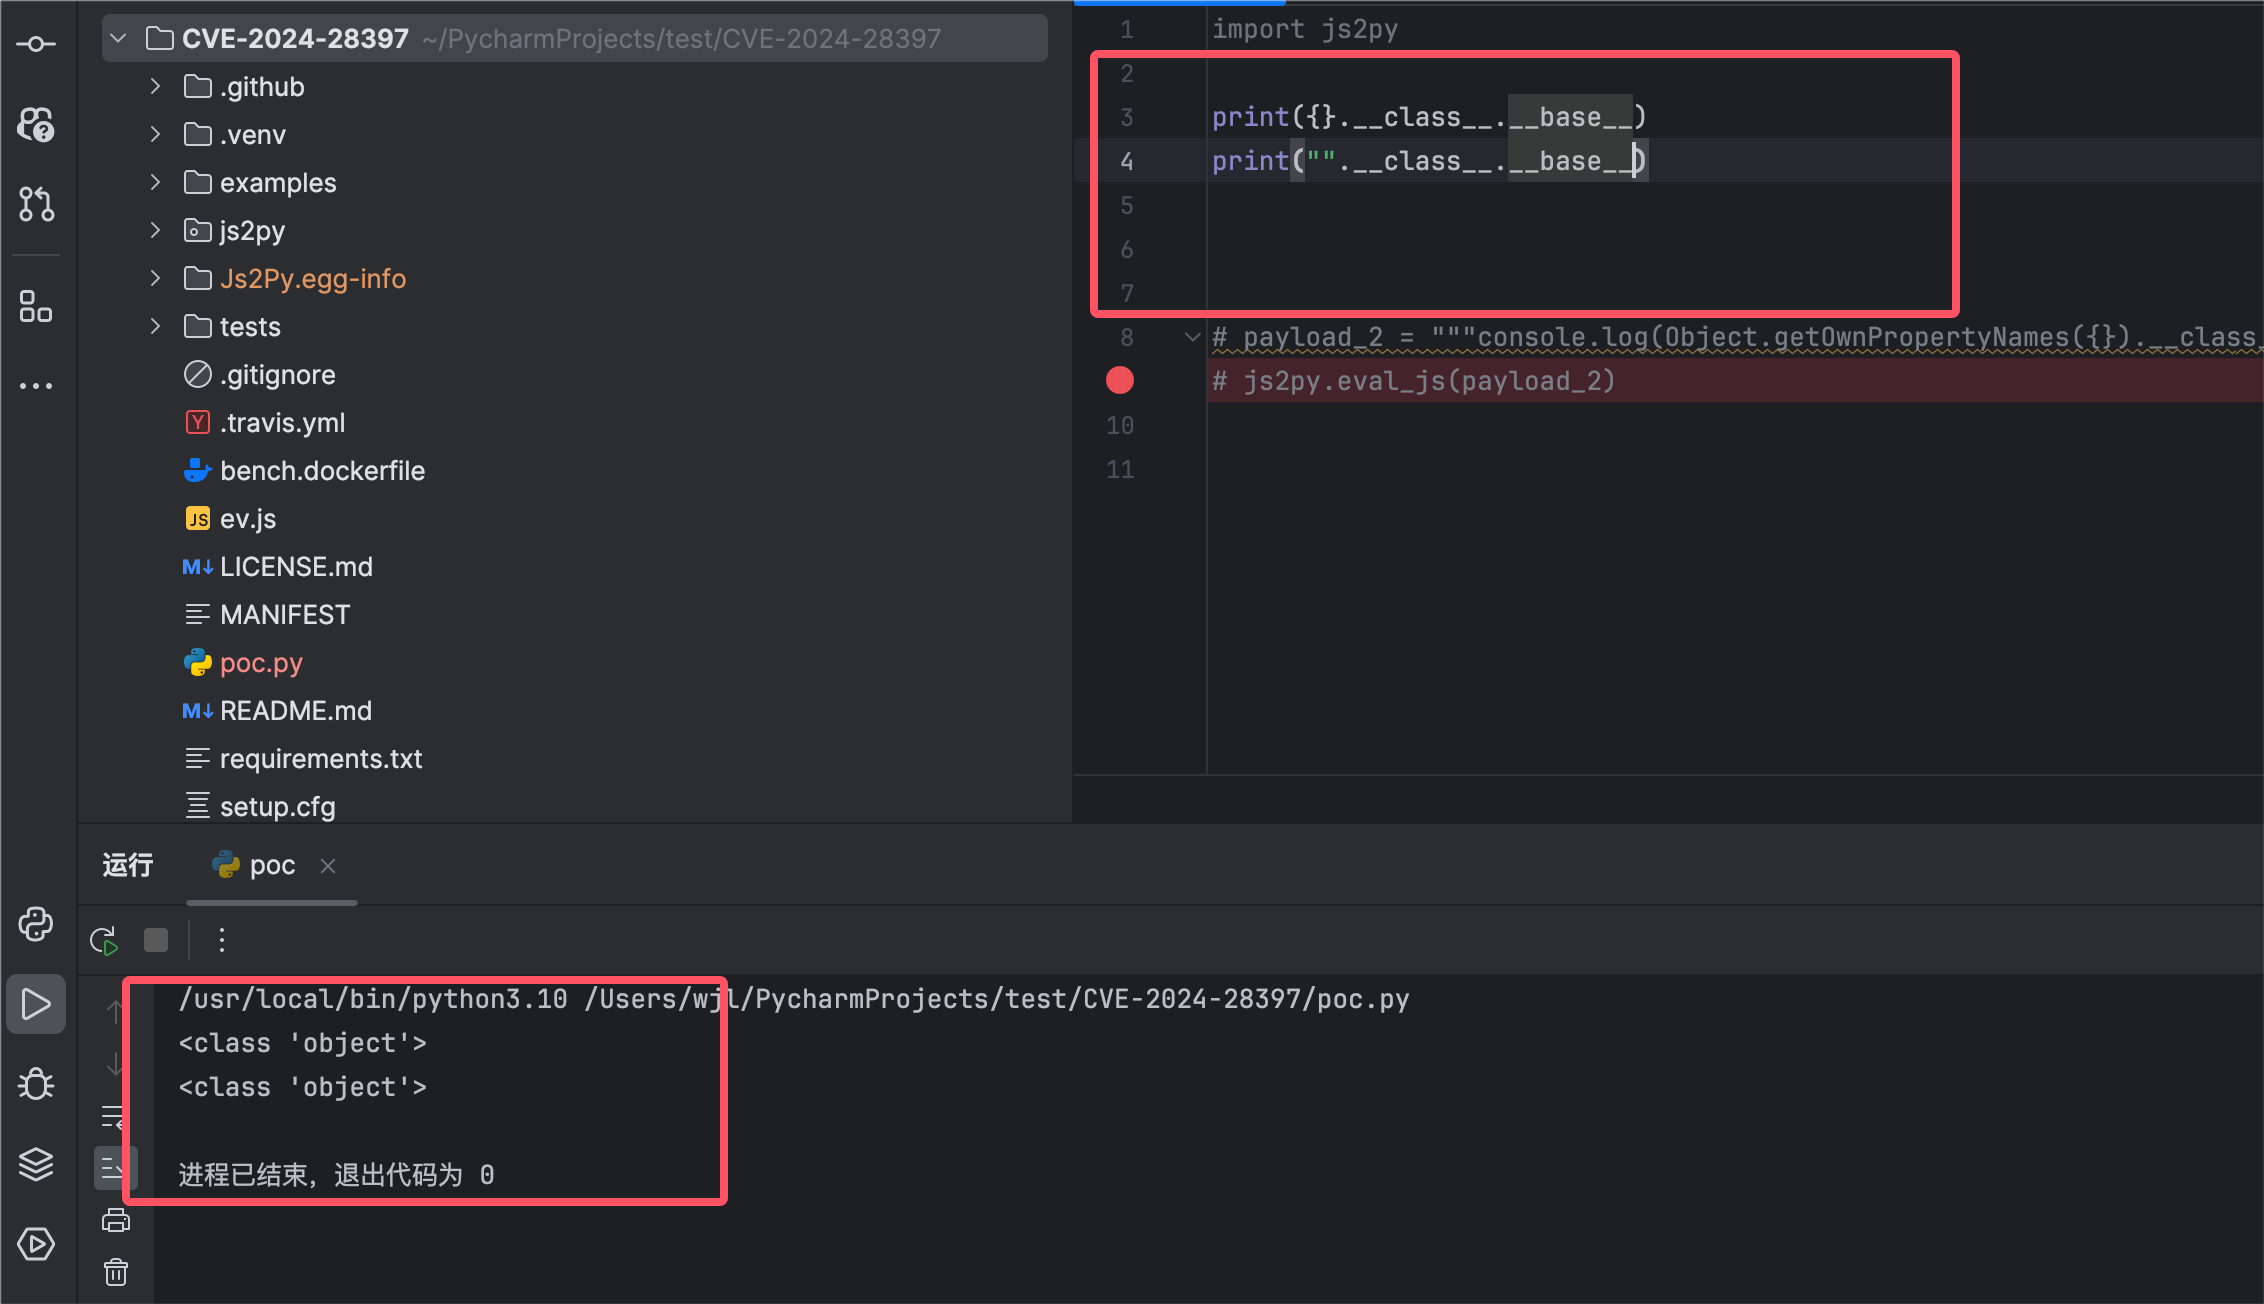 CVE-2024-28397 ~/PycharmProjects/test/CVE-2024-28397
.github
.venv
examples
js2py
Js2Py.egg-info
tests
.gitignore
.travis.yml
bench.dockerfile
ev.js
LICENSE.md
MANIFEST
poc.py
README.md
requirements.txt
setup.cfg
1 import js2py
2
3 print({}.__class__.__base__)
4 print("".__class__.__base__)
5
6
7
8 # payload_2 = """console.log(Object.getOwnPropertyNames({}).__class_
# js2py.eval_js(payload_2)
10
11
运行 poc
/usr/local/bin/python3.10 /Users/wjl/PycharmProjects/test/CVE-2024-28397/poc.py
<class 'object'>
<class 'object'>
进程已结束，退出代码为 0